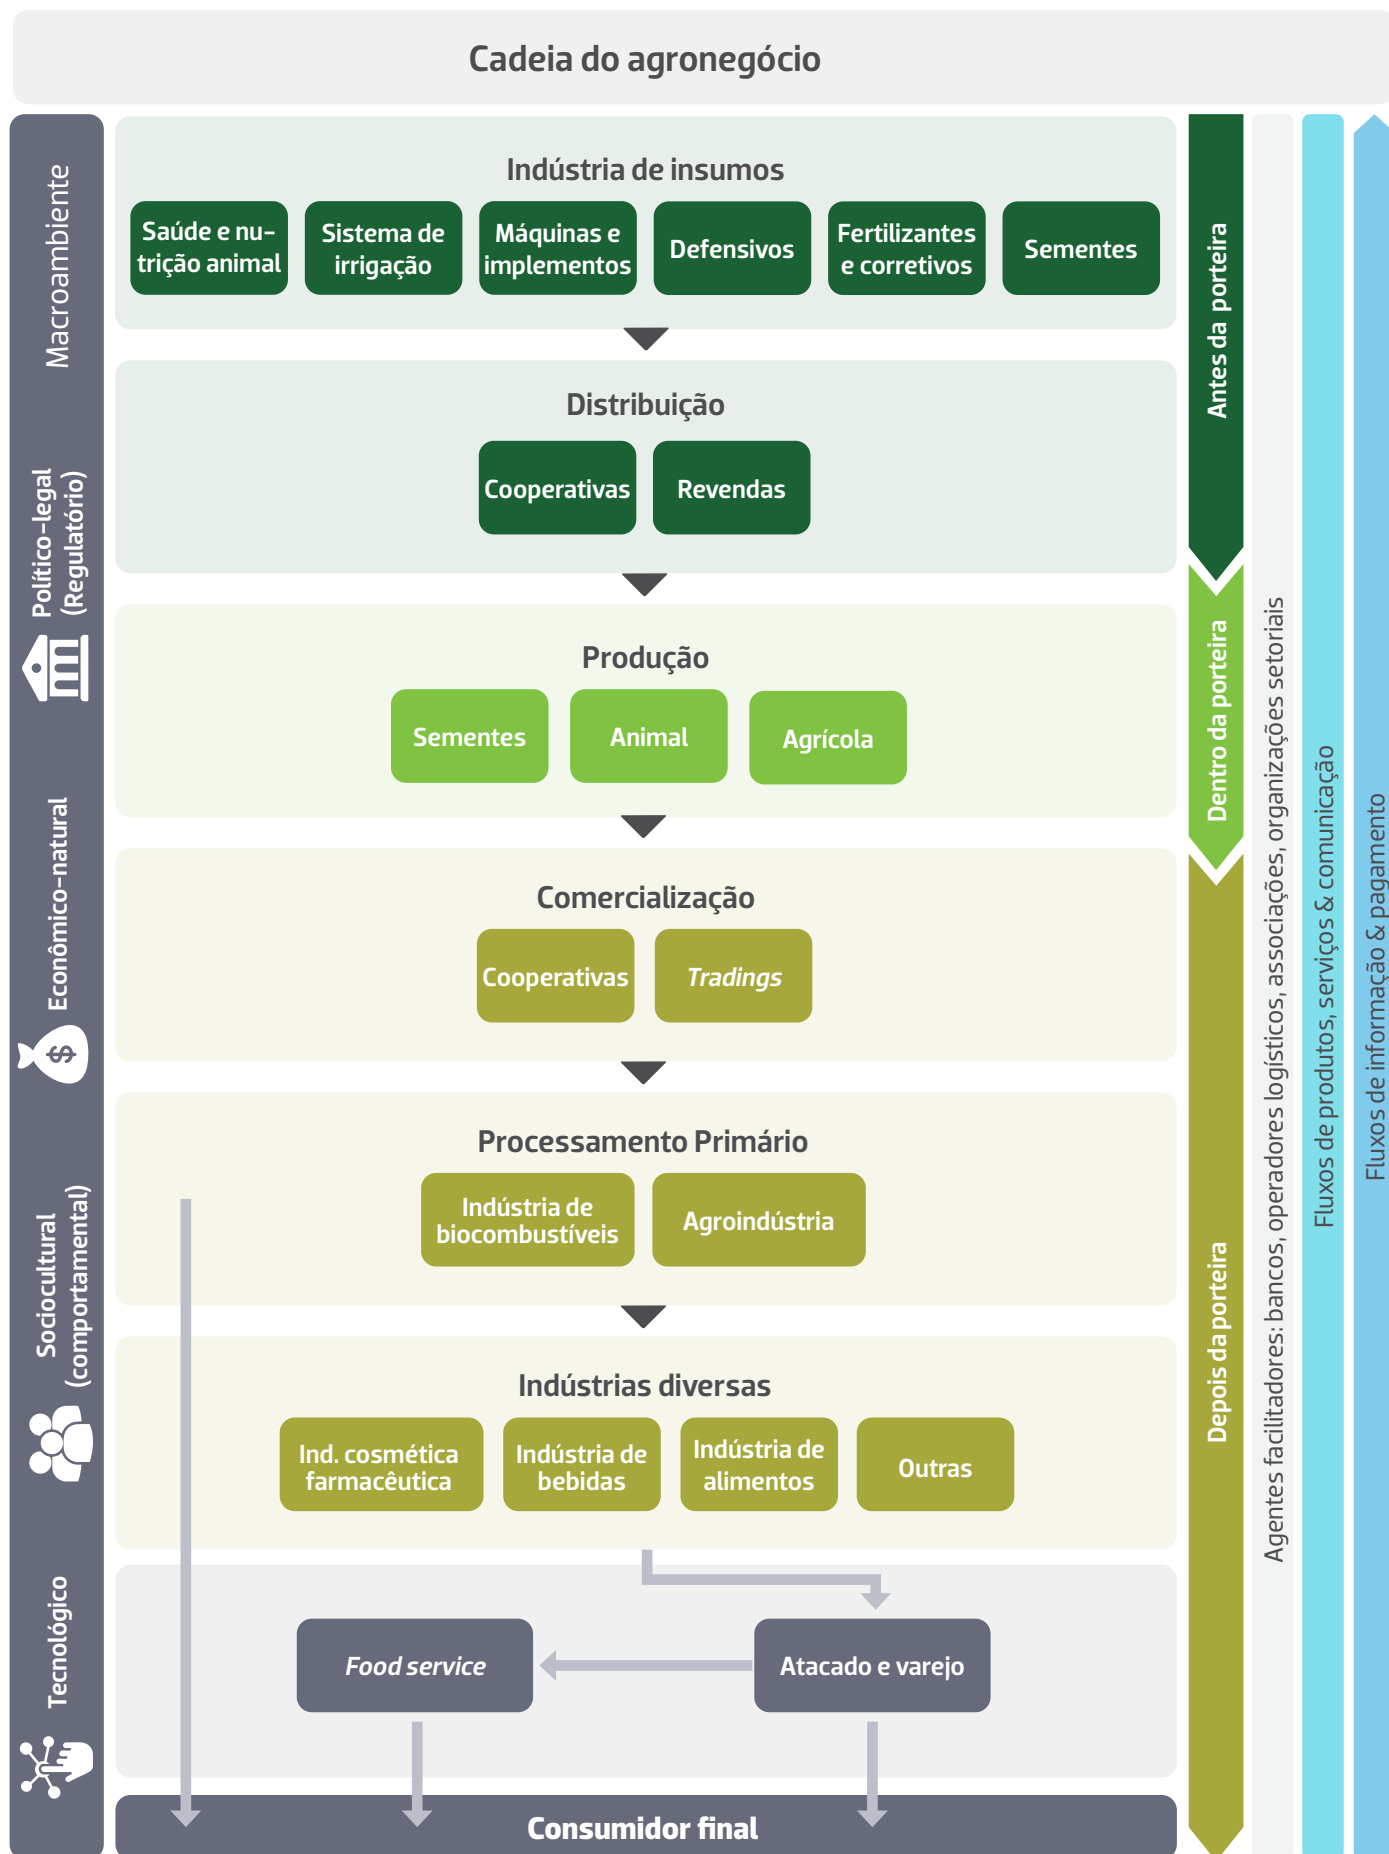 Cadeia do agronegócio
Macroambiente
Político-legal
(Regulatório)
Econômico-natural
Sociocultural
(comportamental)
Tecnológico
Indústria de insumos
Saúde e nu-
trição animal
Sistema de
irrigação
Máquinas e
implementos
Defensivos
Fertilizantes
e corretivos
Sementes
Distribuição
Cooperativas
Revendas
Produção
Sementes
Animal
Agrícola
Comercialização
Cooperativas
Tradings
Processamento Primário
Indústria de
biocombustíveis
Agroindústria
Indústrias diversas
Ind. cosmética
farmacêutica
Indústria de
bebidas
Indústria de
alimentos
Outras
Food service
Atacado e varejo
Consumidor final
Antes da porteira
Dentro da porteira
Depois da porteira
Agentes facilitadores: bancos, operadores logísticos, associações, organizações setoriais
Fluxos de produtos, serviços & comunicação
Fluxos de informação & pagamento